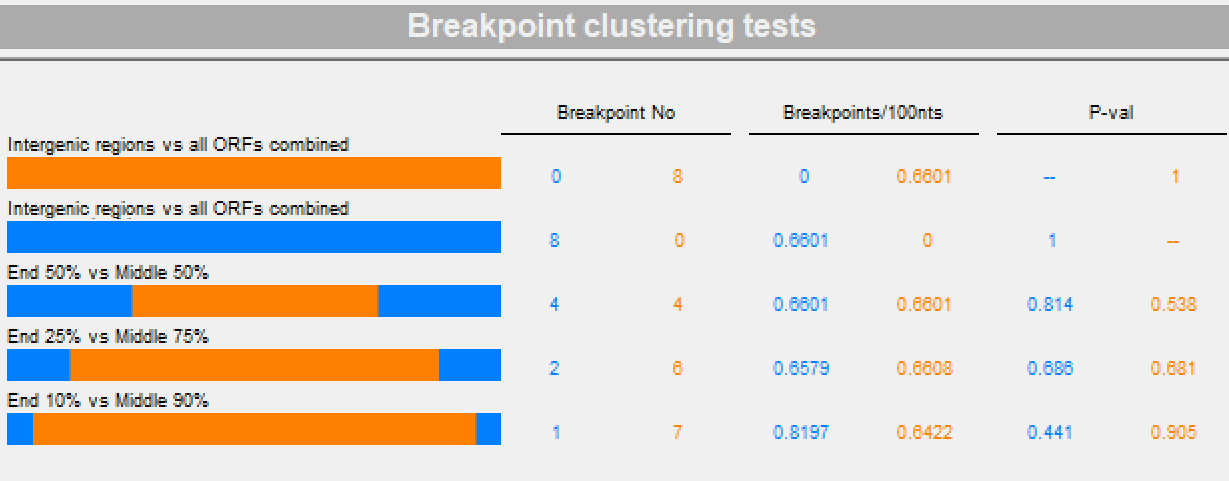 Breakpoint clustering tests
Breakpoint No Breakpoints/100nts P-val
Intergenic regions vs all ORFs combined
0 8 0 0.6601 -- 1
Intergenic regions vs all ORFs combined
8 0 0.6601 0 1 --
End 50% vs Middle 50%
4 4 0.6601 0.6601 0.814 0.538
End 25% vs Middle 75%
2 6 0.6579 0.6608 0.686 0.681
End 10% vs Middle 90%
1 7 0.8197 0.6422 0.441 0.905